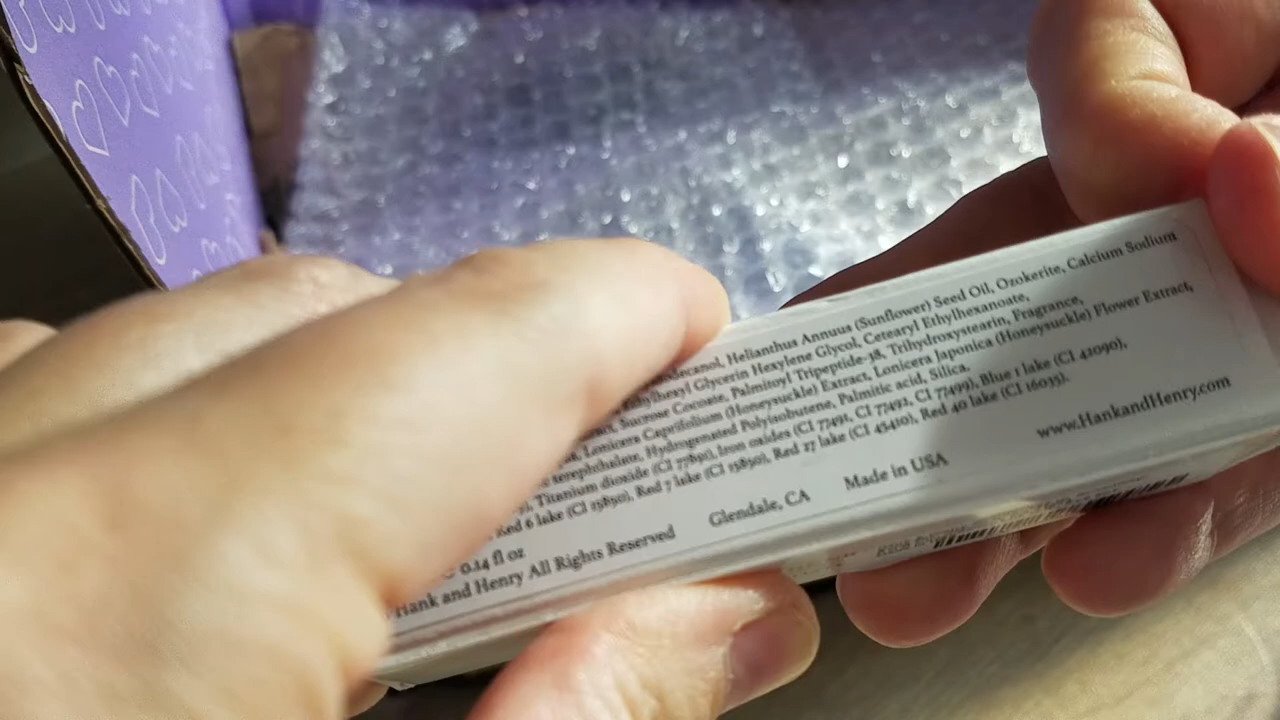 Helianthus Annuus (Sunflower) Seed Oil, Ozokerite, Calcium Sodium
Glycerin Hexylene Glycol, Cetearyl Ethylhexanoate,
Sucrose Cocoate, Palmitoyl Tripeptide-38, Trihydroxystearin, Fragrance,
Lonicera Caprifolium (Honeysuckle) Extract, Lonicera Japonica (Honeysuckle) Flower Extract,
terephthalate, Hydrogenated Polyisobutene, Palmitic acid, Silica.
Titanium dioxide (CI 77891), Iron oxides (CI 77491, CI 77492, CI 77499), Blue 1 lake (CI 42090),
Red 6 lake (CI 15850), Red 7 lake (CI 15850), Red 27 lake (CI 45410), Red 40 lake (CI 16035).
www.HankandHenry.com
0.14 fl oz
Hank and Henry All Rights Reserved Glendale, CA Made in USA